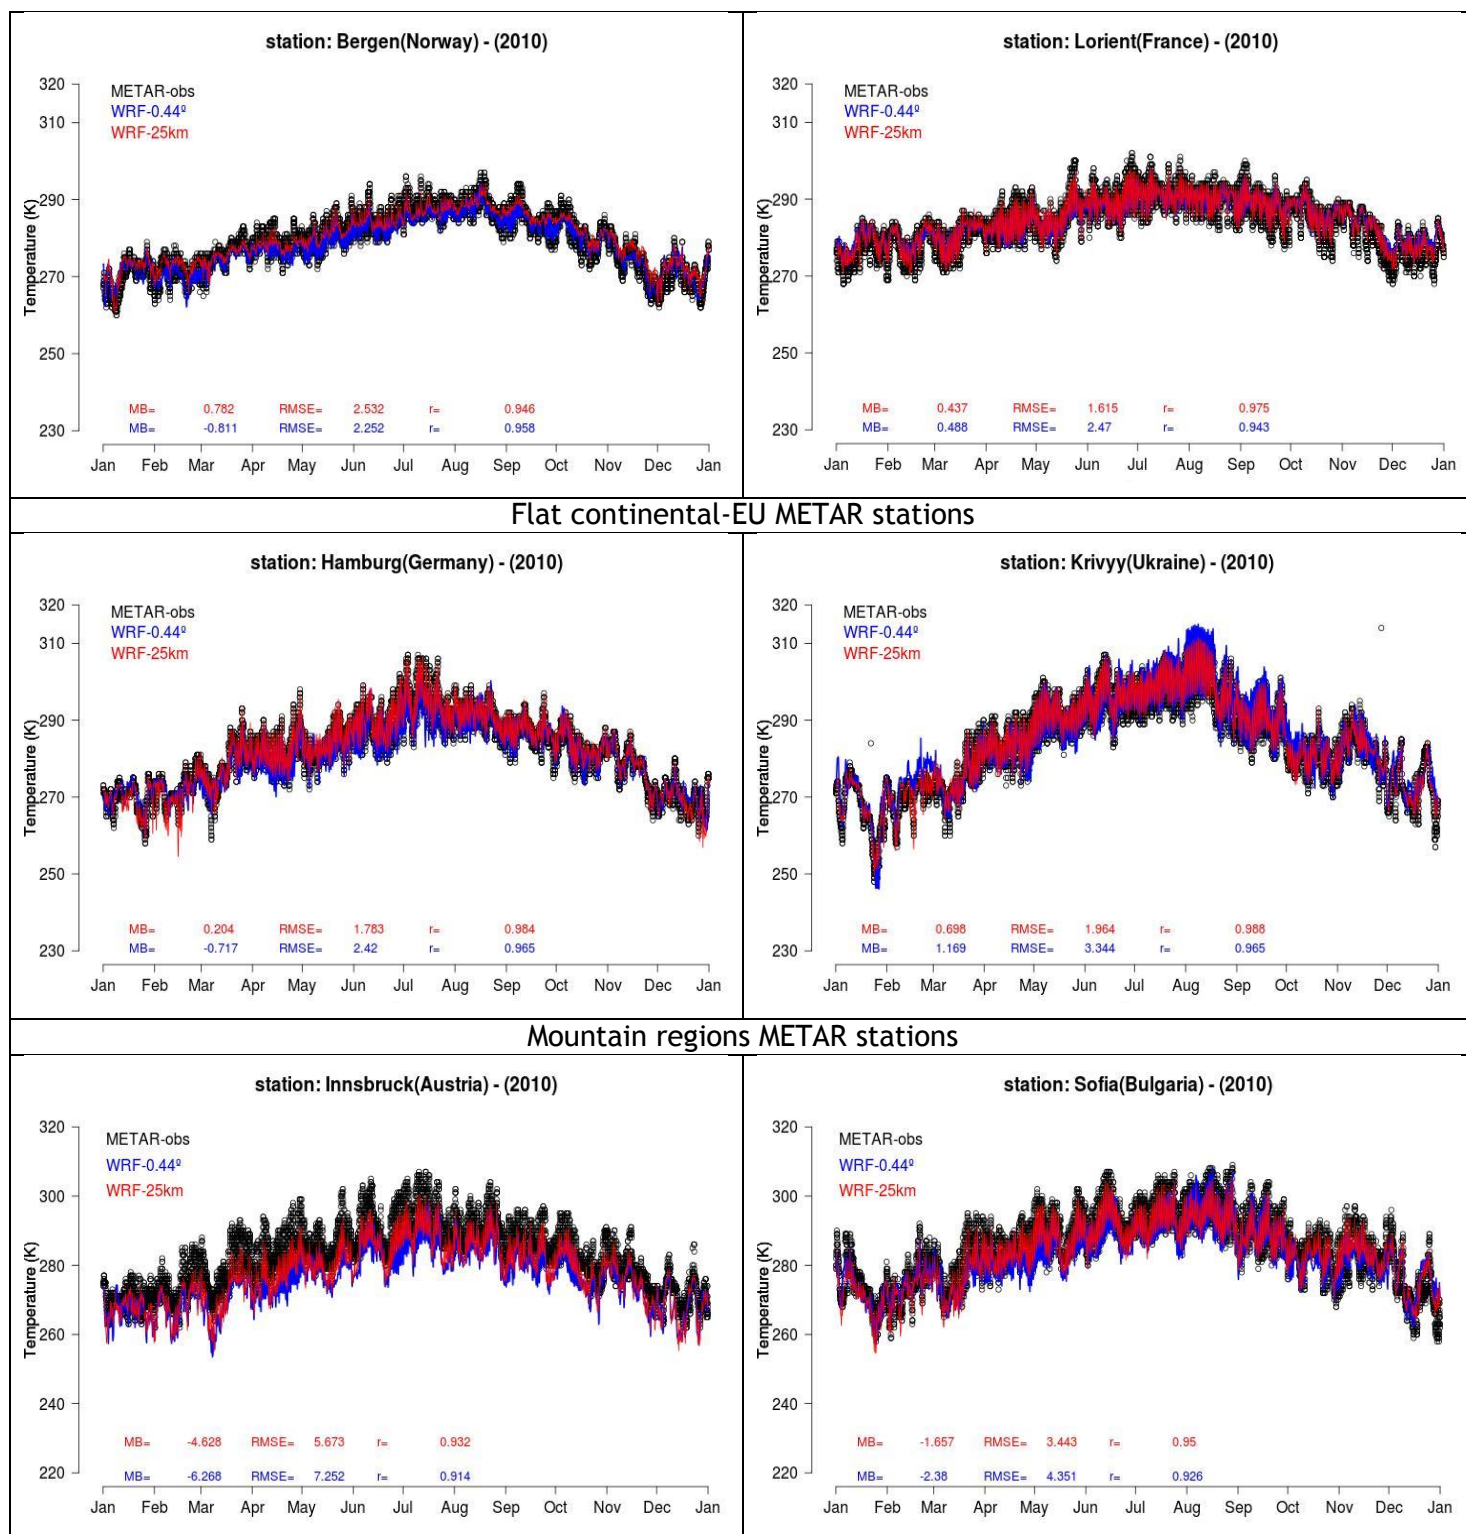 station: Bergen(Norway) - (2010)
320
310
290
270
250
230
Temperature (K)
METAR-obs
WRF-0.44º
WRF-25km
MB= 0.782 RMSE= 2.532 r= 0.946
MB= -0.811 RMSE= 2.252 r= 0.958
Jan Feb Mar Apr May Jun Jul Aug Sep Oct Nov Dec Jan
station: Lorient(France) - (2010)
320
310
290
270
250
230
Temperature (K)
METAR-obs
WRF-0.44º
WRF-25km
MB= 0.437 RMSE= 1.615 r= 0.975
MB= 0.488 RMSE= 2.47 r= 0.943
Jan Feb Mar Apr May Jun Jul Aug Sep Oct Nov Dec Jan
Flat continental-EU METAR stations
station: Hamburg(Germany) - (2010)
320
310
290
270
250
230
Temperature (K)
METAR-obs
WRF-0.44º
WRF-25km
MB= 0.204 RMSE= 1.783 r= 0.984
MB= -0.717 RMSE= 2.42 r= 0.965
Jan Feb Mar Apr May Jun Jul Aug Sep Oct Nov Dec Jan
station: Krivyy(Ukraine) - (2010)
320
310
290
270
250
230
Temperature (K)
METAR-obs
WRF-0.44º
WRF-25km
MB= 0.698 RMSE= 1.964 r= 0.988
MB= 1.169 RMSE= 3.344 r= 0.965
Jan Feb Mar Apr May Jun Jul Aug Sep Oct Nov Dec Jan
Mountain regions METAR stations
station: Innsbruck(Austria) - (2010)
320
300
280
260
240
220
Temperature (K)
METAR-obs
WRF-0.44º
WRF-25km
MB= -4.628 RMSE= 5.673 r= 0.932
MB= -6.268 RMSE= 7.252 r= 0.914
Jan Feb Mar Apr May Jun Jul Aug Sep Oct Nov Dec Jan
station: Sofia(Bulgaria) - (2010)
320
300
280
260
240
220
Temperature (K)
METAR-obs
WRF-0.44º
WRF-25km
MB= -1.657 RMSE= 3.443 r= 0.95
MB= -2.38 RMSE= 4.351 r= 0.926
Jan Feb Mar Apr May Jun Jul Aug Sep Oct Nov Dec Jan